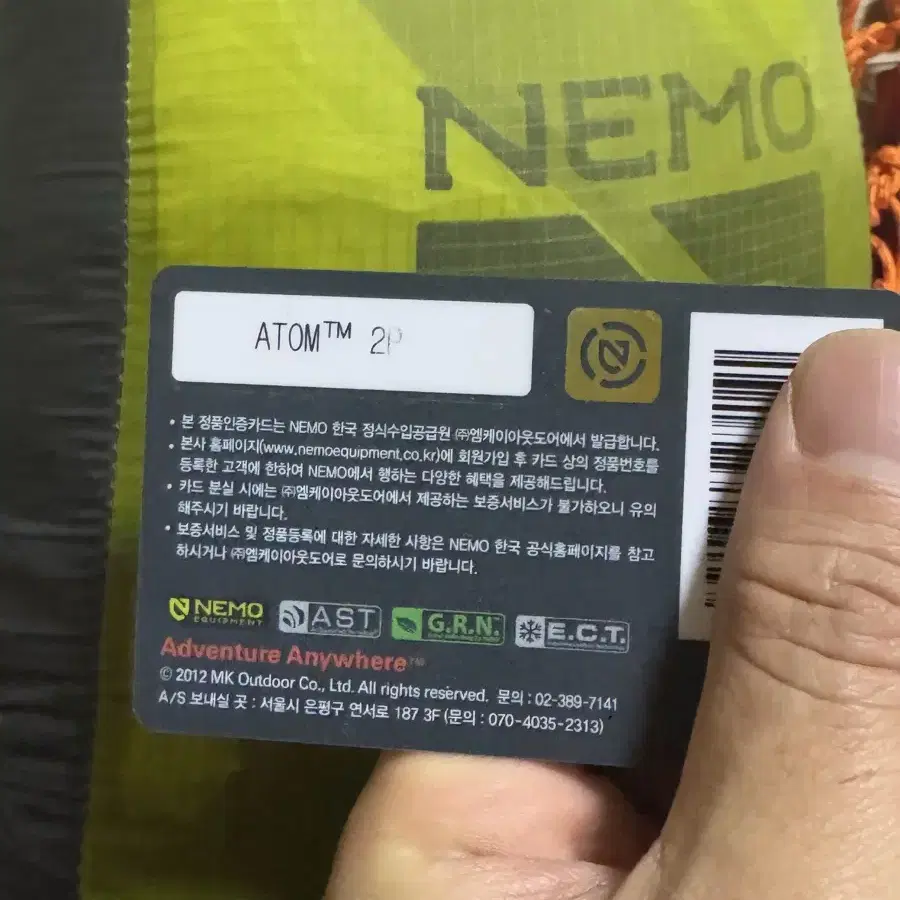 NEMO
ATOM™ 2P
• 본 정품인증카드는 NEMO 한국 정식수입공급원 ㈜엠케이아웃도어에서 발급합니다.
• 본사 홈페이지(www.nemoequipment.co.kr)에 회원가입 후 카드 상의 정품번호를
등록한 고객에 한하여 NEMO에서 행하는 다양한 혜택을 제공해드립니다.
• 카드 분실 시에는 ㈜엠케이아웃도어에서 제공하는 보증서비스가 불가하오니 유의
해주시기 바랍니다.
• 보증서비스 및 정품등록에 대한 자세한 사항은 NEMO 한국 공식홈페이지를 참고
하시거나 ㈜엠케이아웃도어로 문의하시기 바랍니다.
NEMO EQUIPMENT AST G.R.N. E.C.T.
Adventure Anywhere™
© 2012 MK Outdoor Co., Ltd. All rights reserved. 문의 : 02-389-7141
A/S 보내실 곳 : 서울시 은평구 연서로 187 3F (문의 : 070-4035-2313)